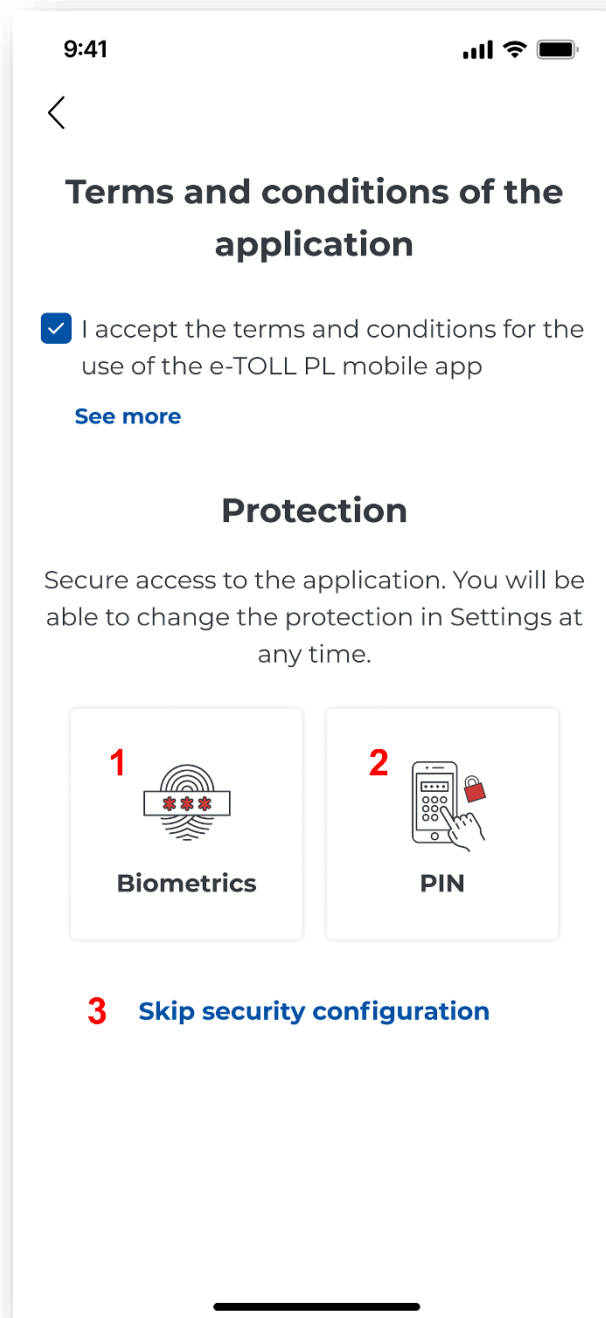 9:41
Terms and conditions of the
application
I accept the terms and conditions for the
use of the e-TOLL PL mobile app
See more
Protection
Secure access to the application. You will be
able to change the protection in Settings at
any time.
1
2
Biometrics
PIN
3 Skip security configuration